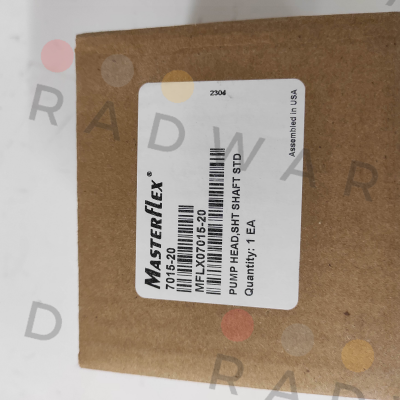 2304
MASTERFLEX®
7015-20
MFLX07015-20
PUMP HEAD,SHT SHAFT STD
Quantity: 1 EA
Assembled in USA
RADWAR
D
RADWAR